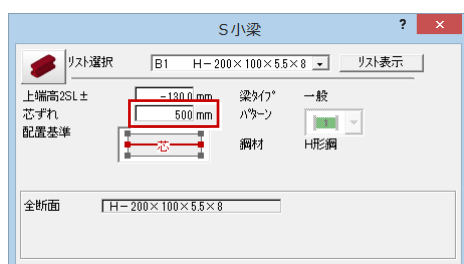 S小梁
? ×
リスト選択 B1 H－200×100×5.5×8 リスト表示
上端高2SL± -130.0 mm 梁タイプ 一般
芯ずれ 500 mm パターン 1
配置基準 芯 鋼材 H形鋼
全断面 H－200×100×5.5×8